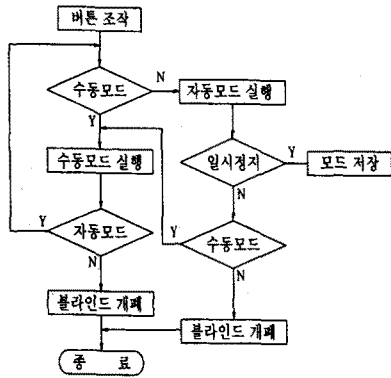 버튼 조작
수동모드
N
자동모드 실행
Y
수동모드 실행
일시정지
Y
모드 저장
N
Y
자동모드
Y
수동모드
N
N
블라인드 개폐
블라인드 개폐
종 료